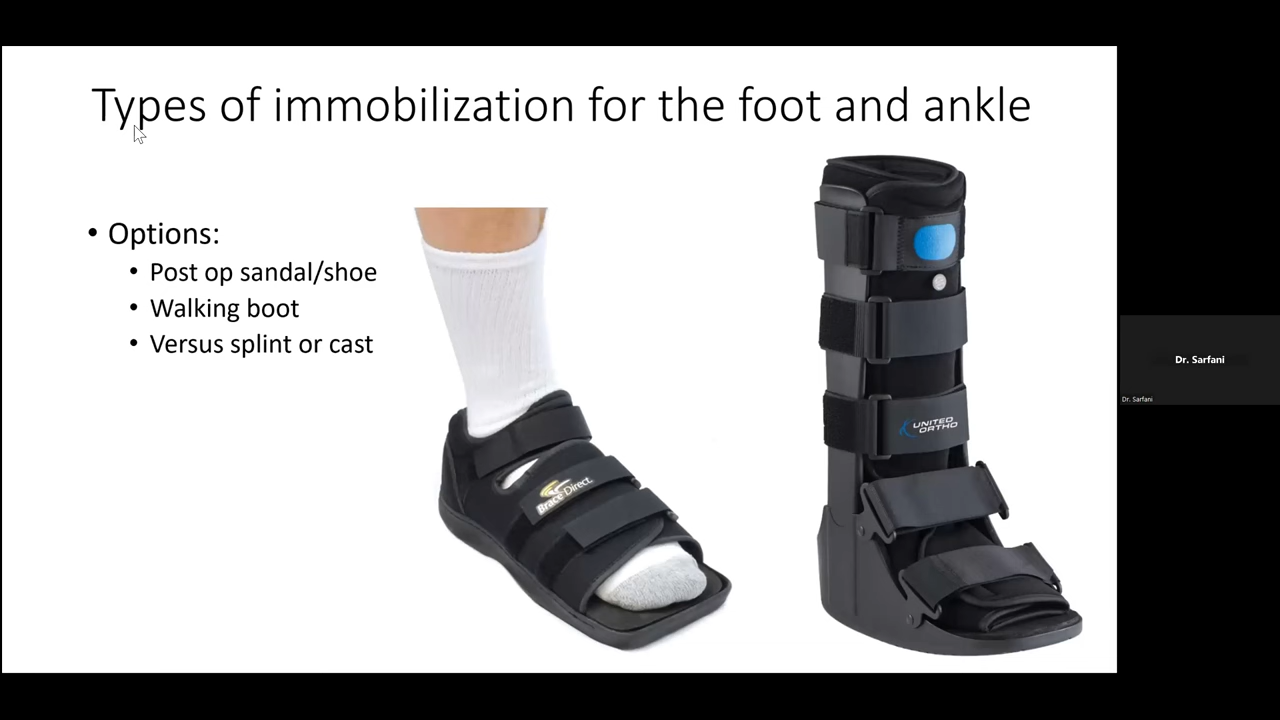 Types of immobilization for the foot and ankle
• Options:
• Post op sandal/shoe
• Walking boot
• Versus splint or cast
Brace Direct
UNITED
ORTHO
Dr. Sarfani
Dr. Sarfani